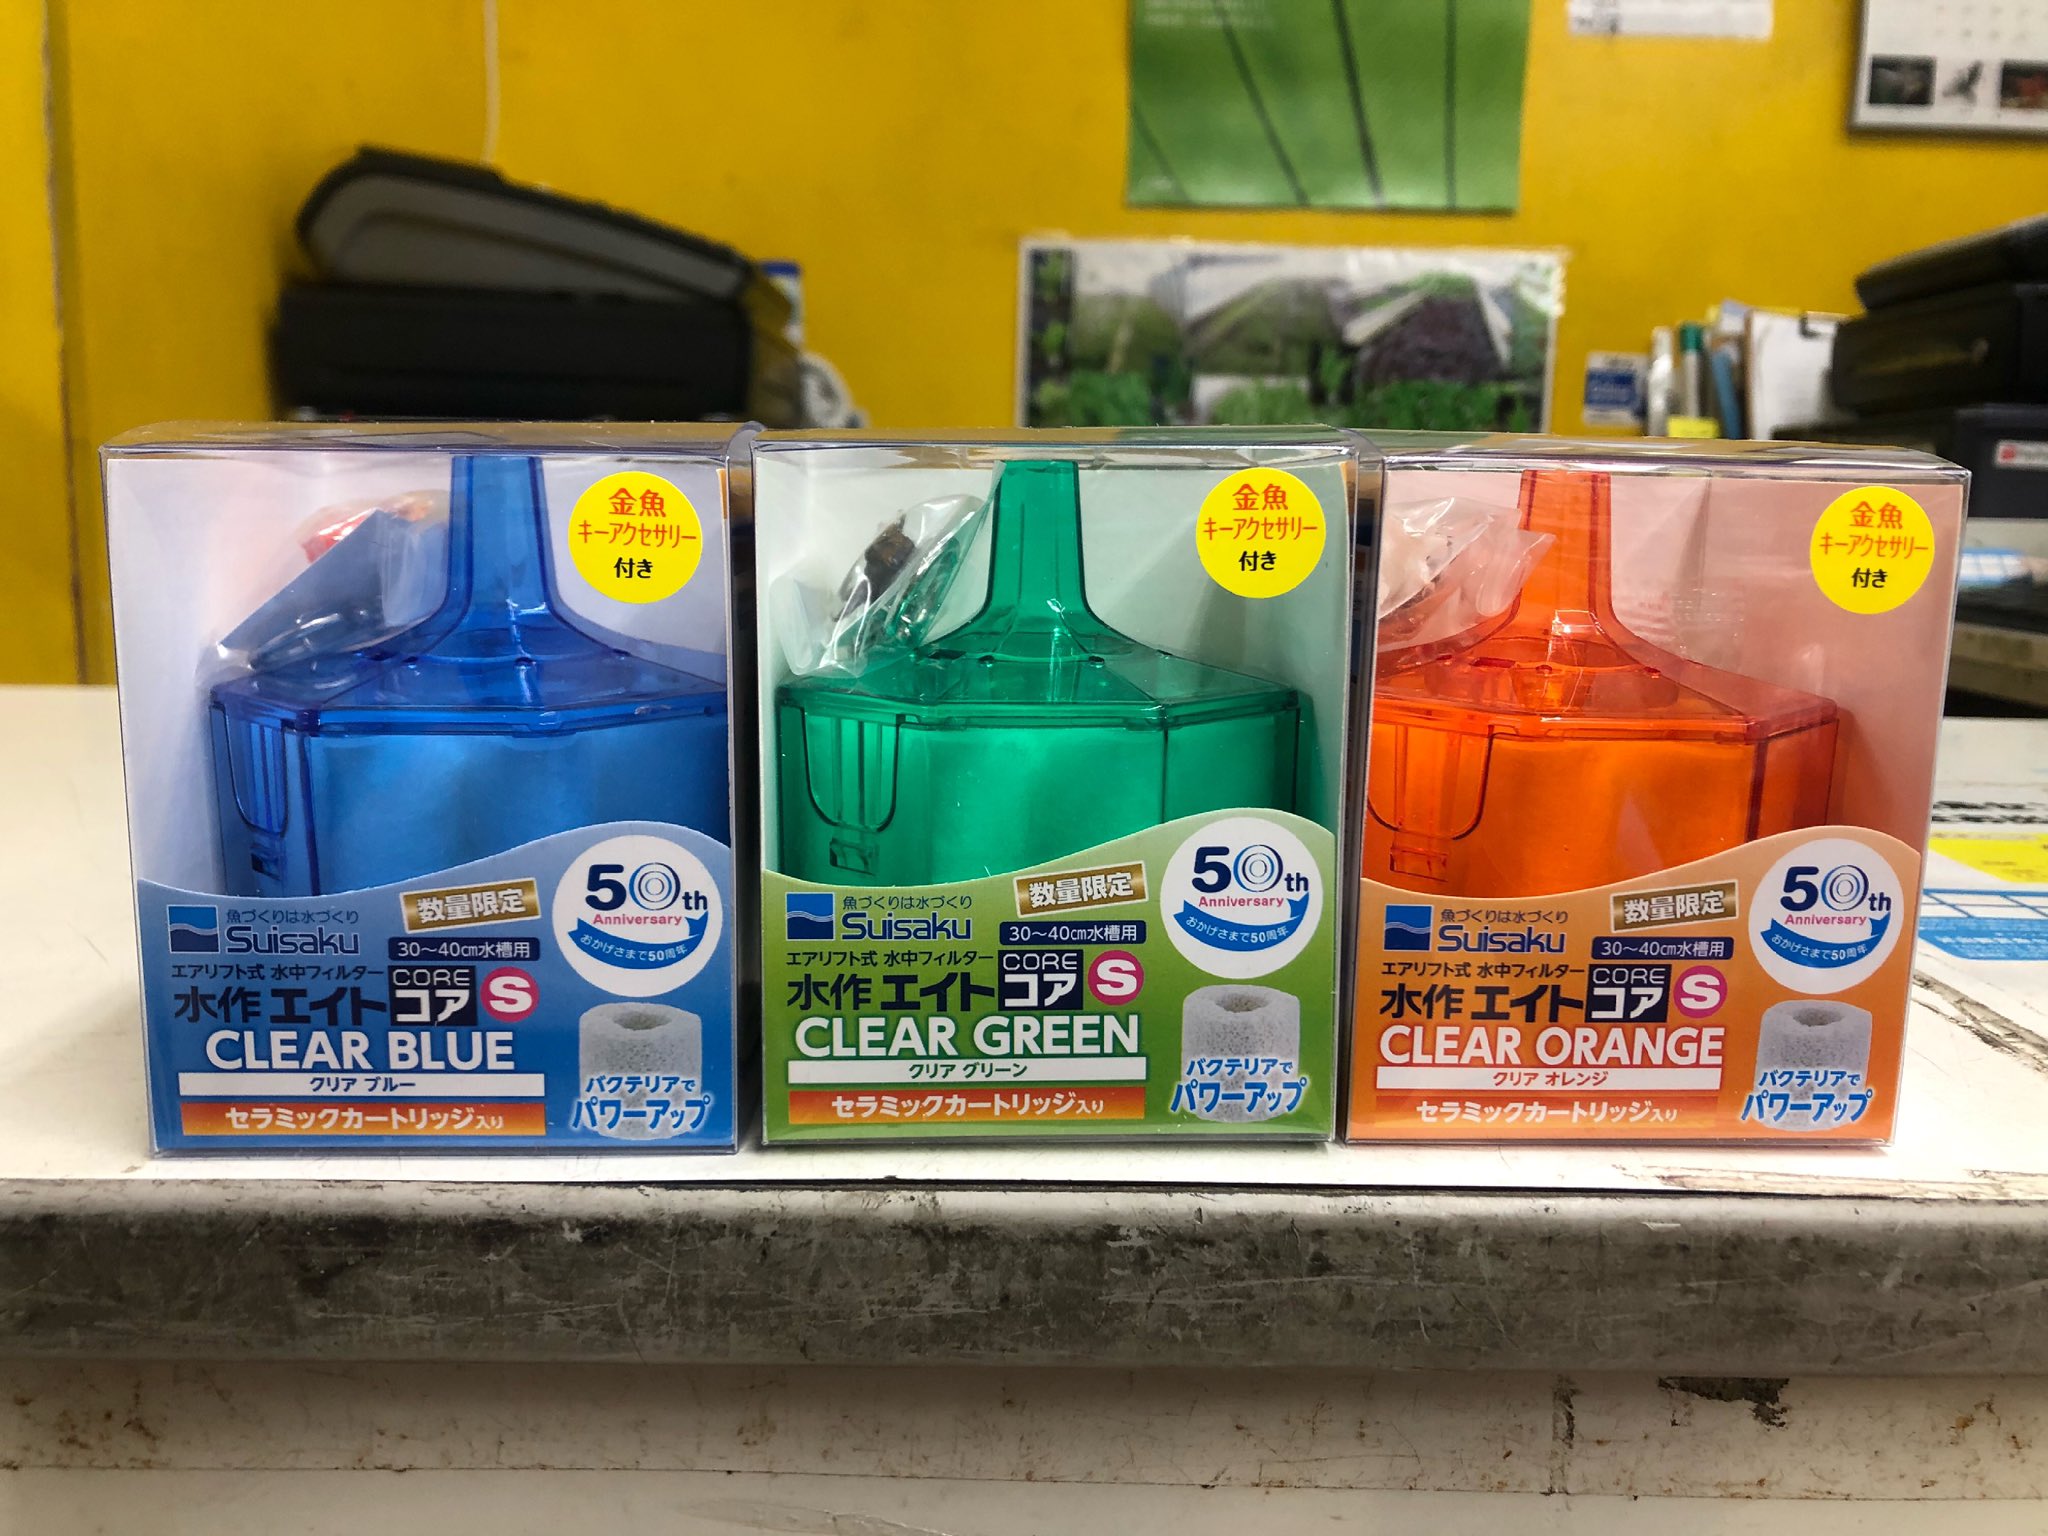 金魚
キーアクセサリー
付き
数量限定
50th
Anniversary
おかげさまで50周年
魚づくりは水づくり
Suisaku
30～40cm水槽用
エアリフト式 水中フィルター
水作 エイト CORE コア S
CLEAR BLUE
クリア ブルー
セラミックカートリッジ入り
バクテリアで
パワーアップ
金魚
キーアクセサリー
付き
数量限定
50th
Anniversary
おかげさまで50周年
魚づくりは水づくり
Suisaku
30～40cm水槽用
エアリフト式 水中フィルター
水作 エイト CORE コア S
CLEAR GREEN
クリア グリーン
セラミックカートリッジ入り
バクテリアで
パワーアップ
金魚
キーアクセサリー
付き
数量限定
50th
Anniversary
おかげさまで50周年
魚づくりは水づくり
Suisaku
30～40cm水槽用
エアリフト式 水中フィルター
水作 エイト CORE コア S
CLEAR ORANGE
クリア オレンジ
セラミックカートリッジ入り
バクテリアで
パワーアップ